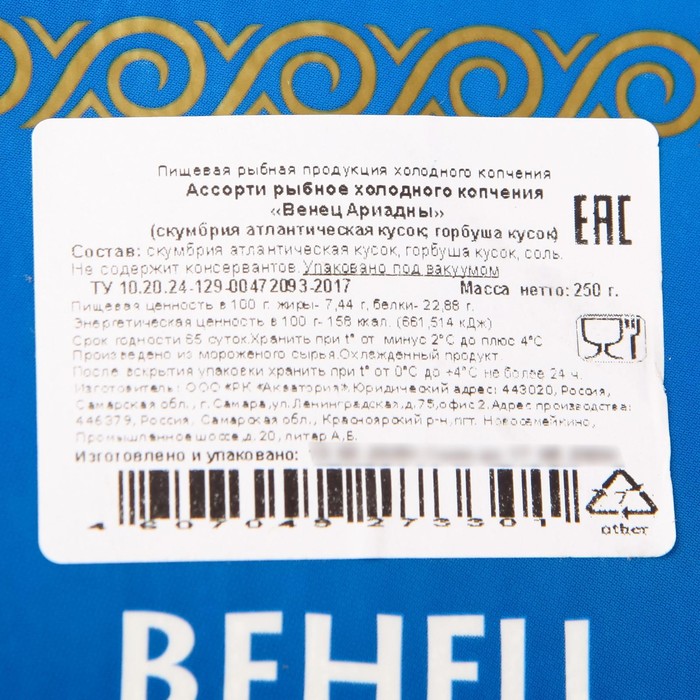 Пищевая рыбная продукция холодного копчения
Ассорти рыбное холодного копчения
«Венец Ариадны»
(скумбрия атлантическая кусок, горбуша кусок)
ЕАС
Состав: скумбрия атлантическая кусок, горбуша кусок, соль.
Не содержит консервантов. Упаковано под вакуумом
ТУ 10.20.24-129-00472093-2017 Масса нетто: 250 г.
Пищевая ценность в 100 г. жиры- 7,44 г, белки- 22,88 г.
Энергетическая ценность в 100 г- 158 ккал. (661,514 кДж)
Срок годности 65 суток.Хранить при t° от минус 2°С до плюс 4°С
Произведено из мороженого сырья.Охлажденный продукт
После вскрытия упаковки хранить при t° от 0°С до +4°С не более 24 ч.
Изготовитель: ООО «РК «Акватория».Юридический адрес: 443020, Россия,
Самарская обл., г. Самара,ул.Ленинградская,д.75,офис 2.Адрес производства:
446379, Россия, Самарская обл., Красноярский р-н,пгт. Новосемейкино,
Промышленное шоссе,д.20, литер А,Б.
Изготовлено и упаковано:
4 607045 273301
7
other
ВЕНЕЦ